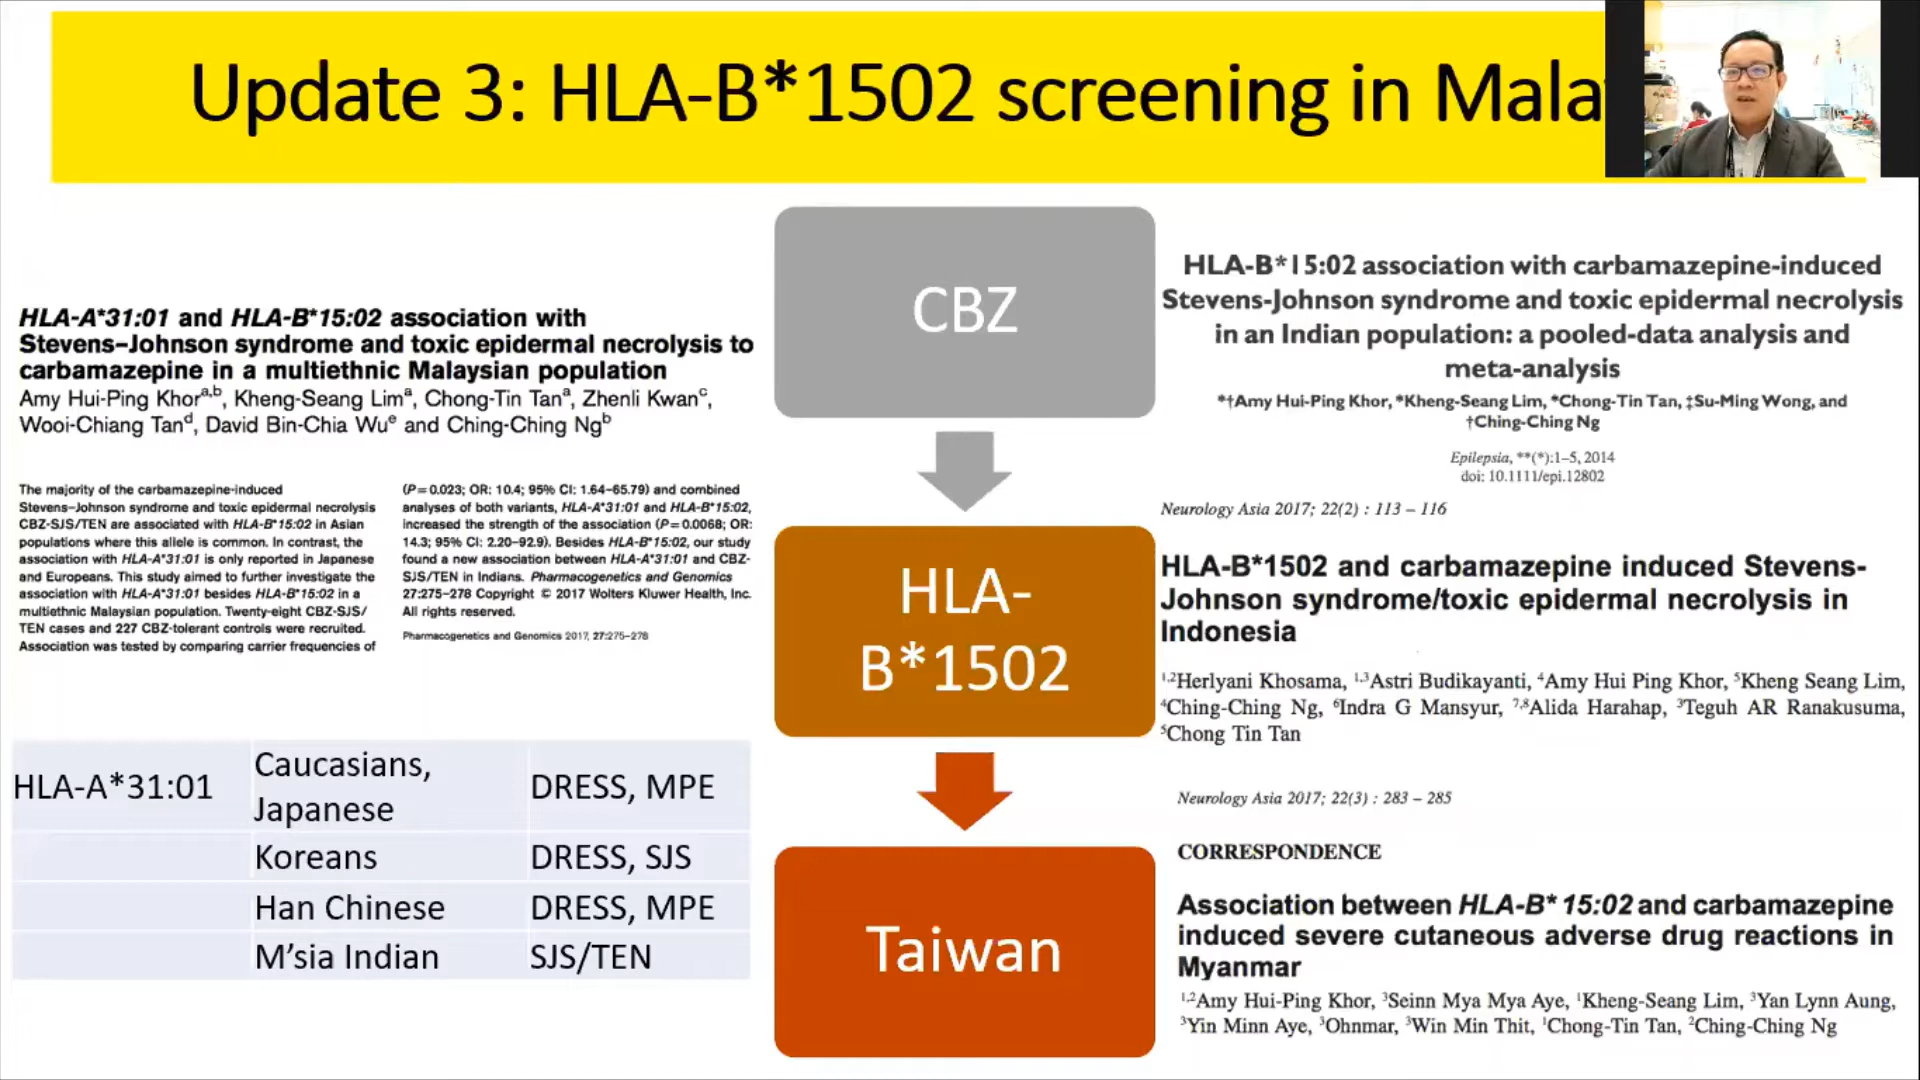 Update 3: HLA-B*1502 screening in Mala
HLA-A*31:01 and HLA-B*15:02 association with
Stevens–Johnson syndrome and toxic epidermal necrolysis to
carbamazepine in a multiethnic Malaysian population
Amy Hui-Ping Khor^a,b, Kheng-Seang Lim^a, Chong-Tin Tan^a, Zhenli Kwan^c,
Wooi-Chiang Tan^d, David Bin-Chia Wu^e and Ching-Ching Ng^b
The majority of the carbamazepine-induced
Stevens–Johnson syndrome and toxic epidermal necrolysis
CBZ-SJS/TEN are associated with HLA-B*15:02 in Asian
populations where this allele is common. In contrast, the
association with HLA-A*31:01 is only reported in Japanese
and Europeans. This study aimed to further investigate the
association with HLA-A*31:01 besides HLA-B*15:02 in a
multiethnic Malaysian population. Twenty-eight CBZ-SJS/
TEN cases and 227 CBZ-tolerant controls were recruited.
Association was tested by comparing carrier frequencies of
(P=0.023; OR: 10.4; 95% CI: 1.64–65.79) and combined
analyses of both variants, HLA-A*31:01 and HLA-B*15:02,
increased the strength of the association (P=0.0068; OR:
14.3; 95% CI: 2.20–92.9). Besides HLA-B*15:02, our study
found a new association between HLA-A*31:01 and CBZ-
SJS/TEN in Indians. Pharmacogenetics and Genomics
27:275–278 Copyright © 2017 Wolters Kluwer Health, Inc.
All rights reserved.
Pharmacogenetics and Genomics 2017, 27:275–278
HLA-A*31:01 Caucasians, Japanese DRESS, MPE
Koreans DRESS, SJS
Han Chinese DRESS, MPE
M’sia Indian SJS/TEN
CBZ
HLA-
B*1502
Taiwan
HLA-B*15:02 association with carbamazepine-induced
Stevens-Johnson syndrome and toxic epidermal necrolysis
in an Indian population: a pooled-data analysis and
meta-analysis
*†Amy Hui-Ping Khor, *Kheng-Seang Lim, *Chong-Tin Tan, ‡Su-Ming Wong, and
†Ching-Ching Ng
Epilepsia, **(*):1–5, 2014
doi: 10.1111/epi.12802
Neurology Asia 2017; 22(2) : 113 – 116
HLA-B*1502 and carbamazepine induced Stevens-
Johnson syndrome/toxic epidermal necrolysis in
Indonesia
1,2Herlyani Khosama, 1,3Astri Budikayanti, 4Amy Hui Ping Khor, 5Kheng Seang Lim,
4Ching-Ching Ng, 6Indra G Mansyur, 7,8Alida Harahap, 3Teguh AR Ranakusuma,
5Chong Tin Tan
Neurology Asia 2017; 22(3) : 283 – 285
CORRESPONDENCE
Association between HLA-B* 15:02 and carbamazepine
induced severe cutaneous adverse drug reactions in
Myanmar
1,2Amy Hui-Ping Khor, 3Seinn Mya Mya Aye, 1Kheng-Seang Lim, 3Yan Lynn Aung,
3Yin Minn Aye, 3Ohnmar, 3Win Min Thit, 1Chong-Tin Tan, 2Ching-Ching Ng